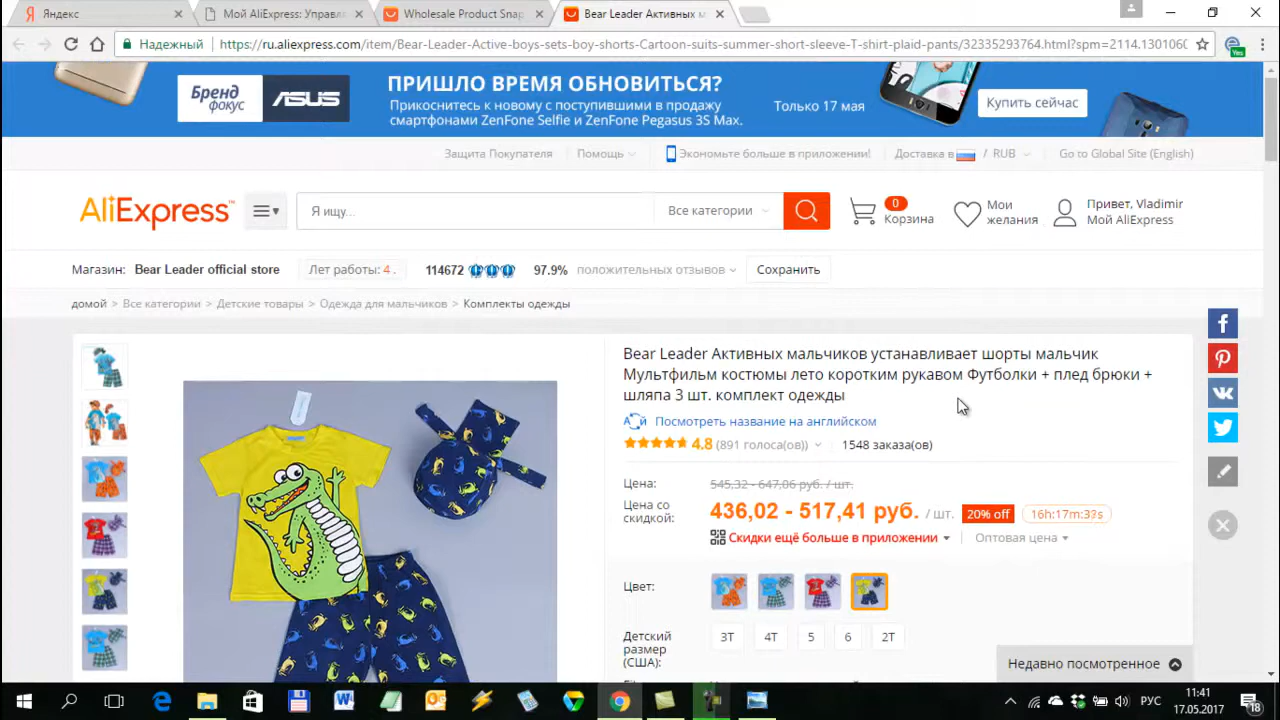 Яндекс
Мой AliExpress: Управл
Wholesale Product Snap
Bear Leader Активных м
Надежный
https://ru.aliexpress.com/item/Bear-Leader-Active-boys-sets-boy-shorts-Cartoon-suits-summer-short-sleeve-T-shirt-plaid-pants/32335293764.html?spm=2114.1301060
Yes
Бренд фокус
ASUS
ПРИШЛО ВРЕМЯ ОБНОВИТЬСЯ?
Прикоснитесь к новому с поступившими в продажу
смартфонами ZenFone Selfie и ZenFone Pegasus 3S Max.
Только 17 мая
Купить сейчас
Защита Покупателя
Помощь
Экономьте больше в приложении!
Доставка в / RUB
Go to Global Site (English)
AliExpress™
Я ищу...
Все категории
0
Корзина
Мои
желания
Привет, Vladimir
Мой AliExpress
Магазин: Bear Leader official store
Лет работы: 4 .
114672
97.9% положительных отзывов
Сохранить
домой > Все категории > Детские товары > Одежда для мальчиков > Комплекты одежды
Bear Leader Активных мальчиков устанавливает шорты мальчик
Мультфильм костюмы лето коротким рукавом Футболки + плед брюки +
шляпа 3 шт. комплект одежды
Посмотреть название на английском
4.8 (891 голоса(ов))
1548 заказа(ов)
Цена:
545,32 - 647,06 руб. / шт.
Цена со
скидкой:
436,02 - 517,41 руб. / шт.
20% off
16h:17m:32s
Скидки ещё больше в приложении
Оптовая цена
Цвет:
Детский
размер
(США):
3T
4T
5
6
2T
Недавно посмотренное
РУС
11:41
17.05.2017
18